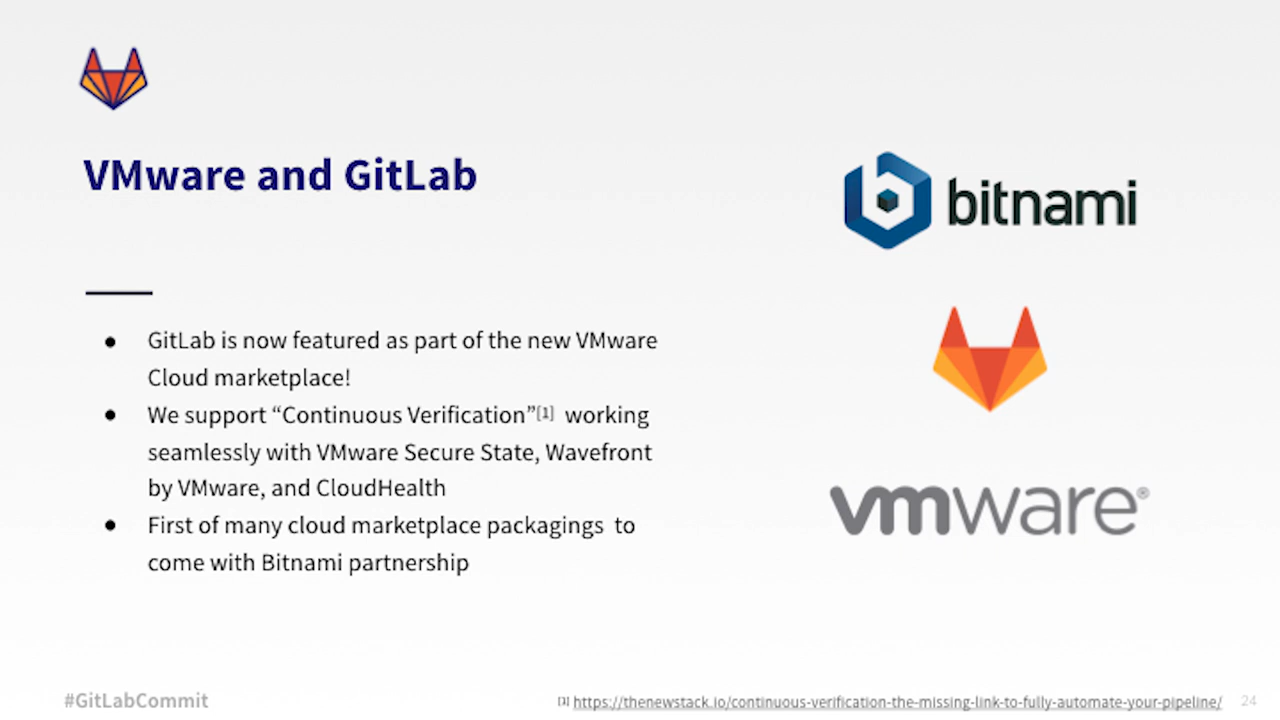 VMware and GitLab
● GitLab is now featured as part of the new VMware
Cloud marketplace!
● We support “Continuous Verification”[1] working
seamlessly with VMware Secure State, Wavefront
by VMware, and CloudHealth
● First of many cloud marketplace packagings to
come with Bitnami partnership
bitnami
vmware®
#GitLabCommit
[1] https://thenewstack.io/continuous-verification-the-missing-link-to-fully-automate-your-pipeline/
24